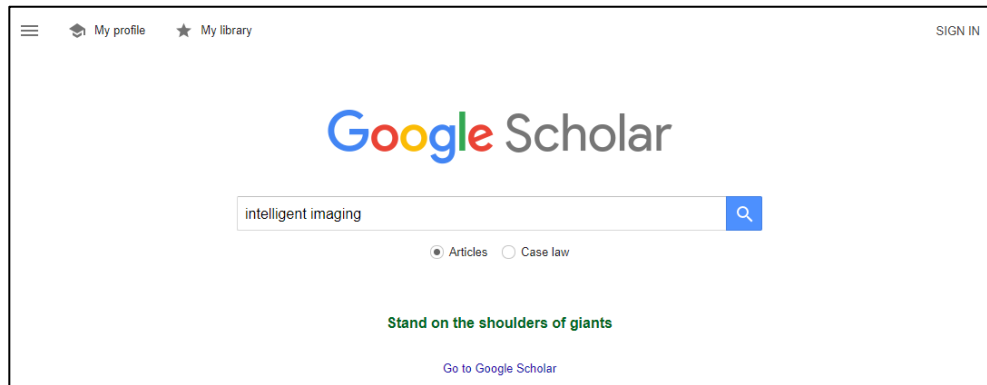 My profile My library SIGN IN
Google Scholar
intelligent imaging
Articles Case law
Stand on the shoulders of giants
Go to Google Scholar